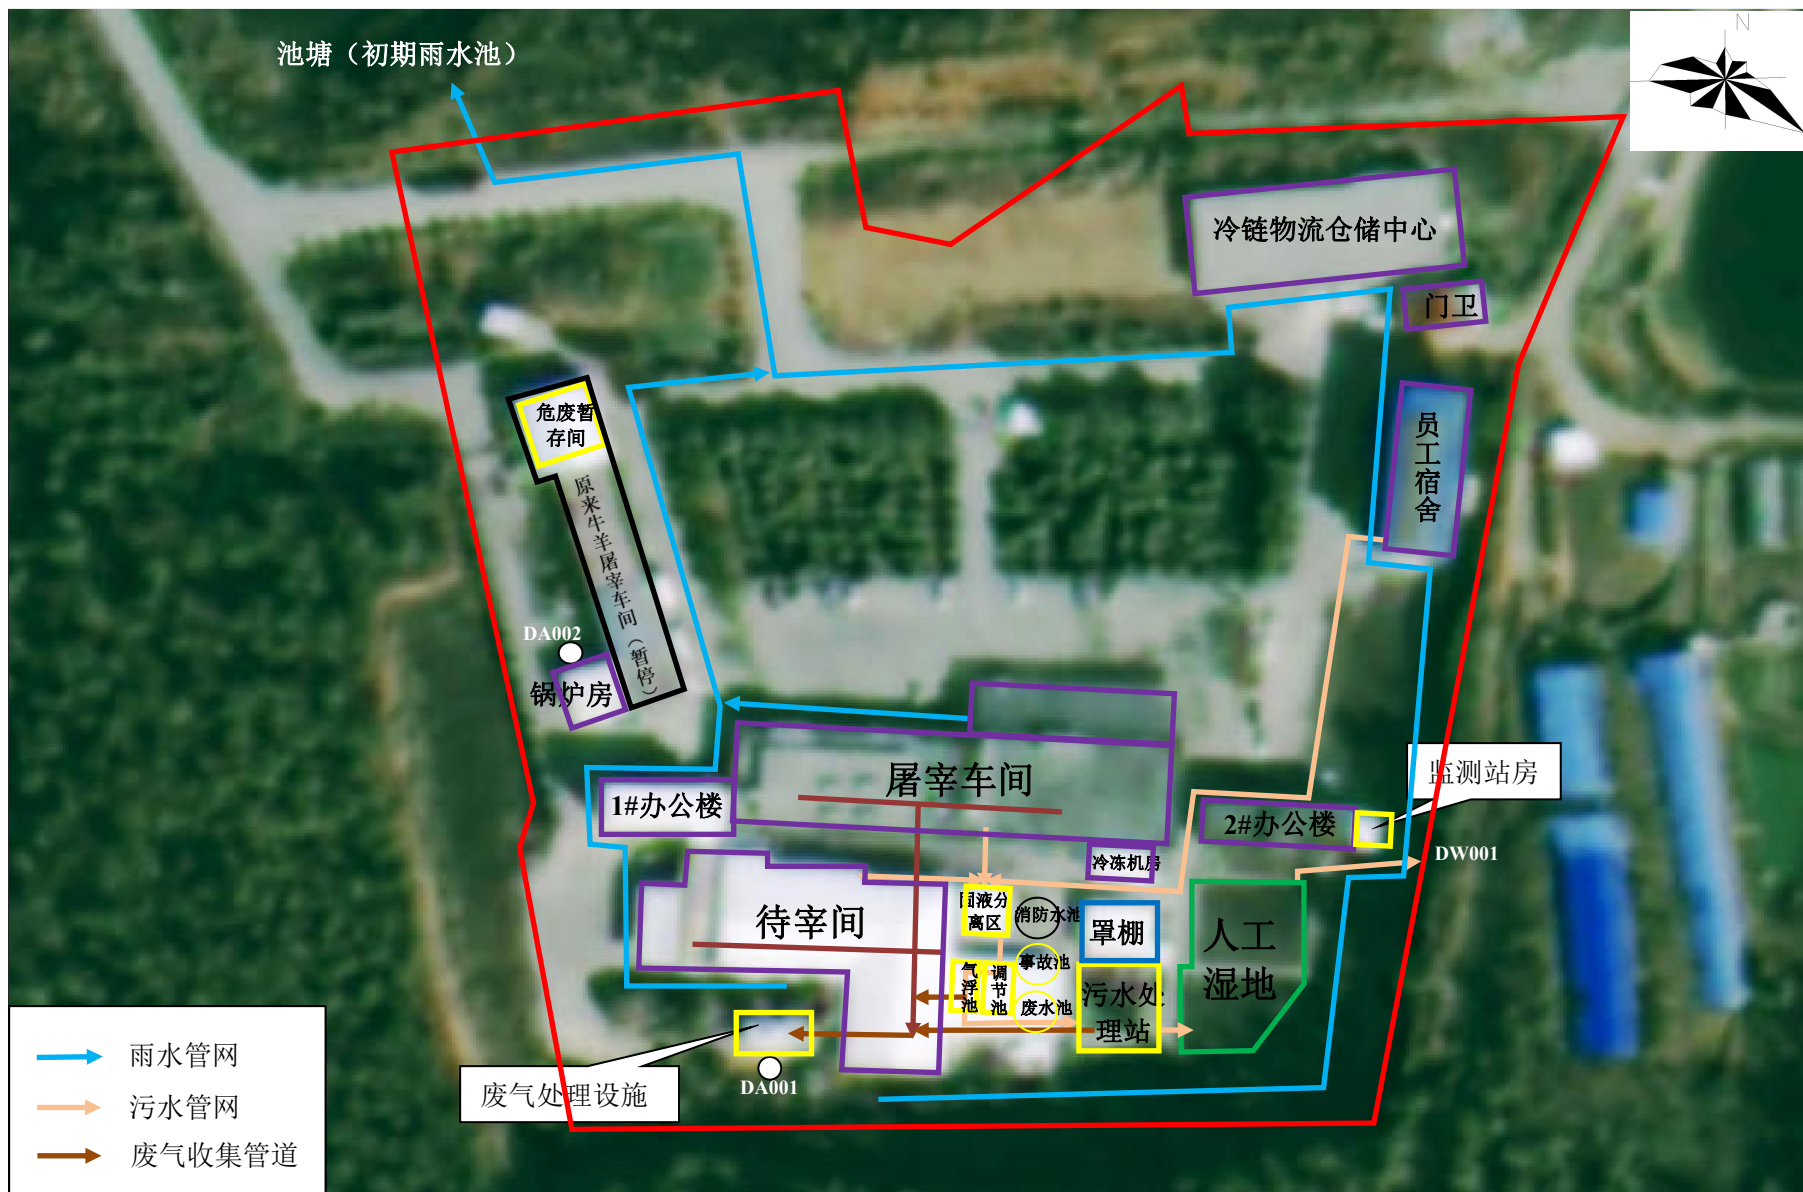 池塘（初期雨水池）
N
冷链物流仓储中心
门卫
危废暂
存间
员工宿舍
原来牛羊屠宰车间（暂停）
DA002
锅炉房
屠宰车间
监测站房
1#办公楼
2#办公楼
DW001
冷冻机房
待宰间
固液分
离区
消防水池
罩棚
人工
湿地
事故池
气浮池
调节池
废水池
污水处
理站
废气处理设施
DA001
雨水管网
污水管网
废气收集管道